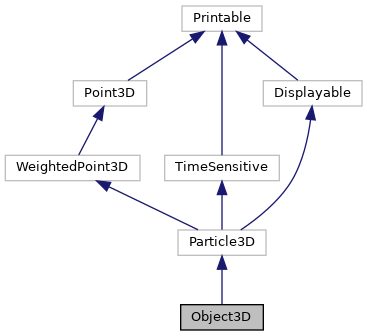 Printable
Point3D
Displayable
WeightedPoint3D
TimeSensitive
Particle3D
Object3D